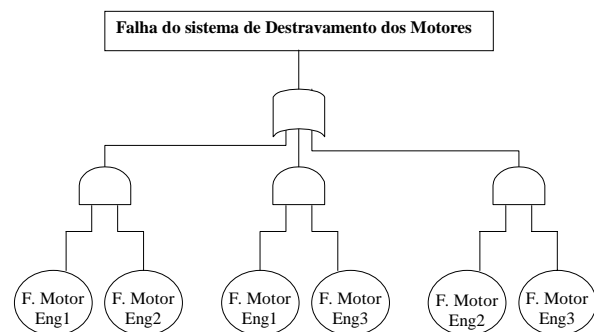 Falha do sistema de Destravamento dos Motores
F. Motor
Eng1
F. Motor
Eng2
F. Motor
Eng1
F. Motor
Eng3
F. Motor
Eng2
F. Motor
Eng3